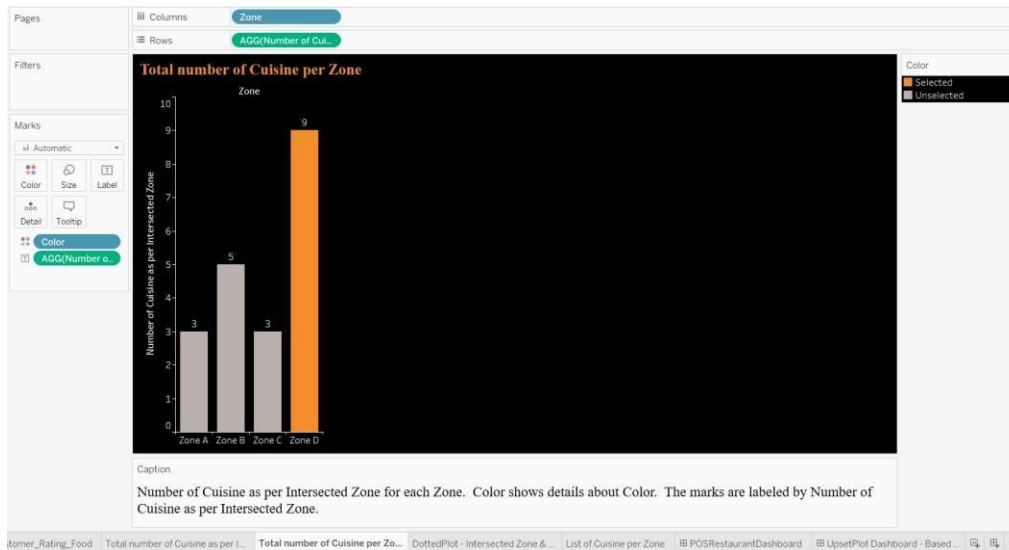 Pages
Columns
Zone
Rows
AGG(Number of Cui..
Filters
Marks
Automatic
Color
Size
Label
Detail
Tooltip
Color
AGG(Number o..
Total number of Cuisine per Zone
Zone
Number of Cuisine as per Intersected Zone
10
9
8
7
6
5
4
3
2
1
0
3
5
3
9
Zone A
Zone B
Zone C
Zone D
Color
Selected
Unselected
Caption
Number of Cuisine as per Intersected Zone for each Zone. Color shows details about Color. The marks are labeled by Number of
Cuisine as per Intersected Zone.
tomer_Rating_Food
Total number of Cuisine as per I...
Total number of Cuisine per Zo...
DottedPlot - Intersected Zone & ...
List of Cuisine per Zone
POSRestaurantDashboard
UpsetPlot Dashboard - Based ...